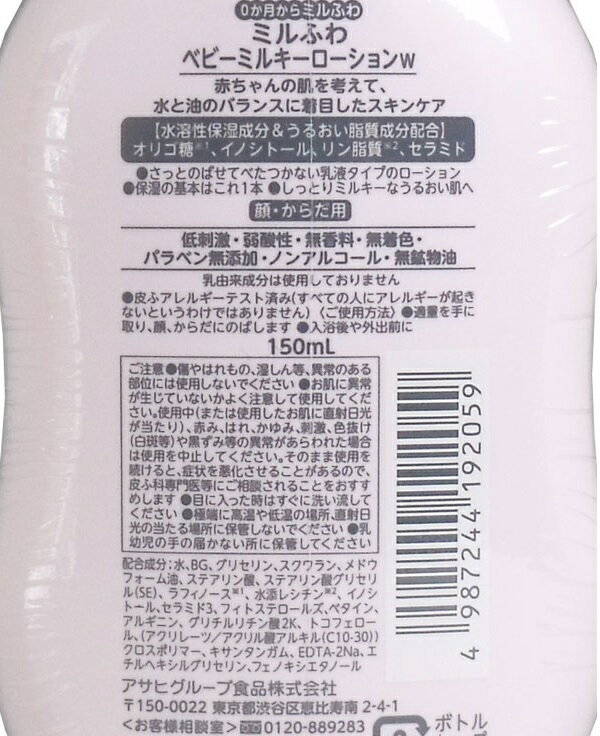 0か月からミルふわ
ミルふわ
ベビーミルキーローションW
赤ちゃんの肌を考えて、
水と油のバランスに着目したスキンケア
【水溶性保湿成分＆うるおい脂質成分配合】
オリゴ糖※1、イノシトール、リン脂質※2、セラミド
●さっとのばせてべたつかない乳液タイプのローション
●保湿の基本はこれ1本 ●しっとりミルキーなうるおい肌へ
顔・からだ用
低刺激・弱酸性・無香料・無着色・
パラベン無添加・ノンアルコール・無鉱物油
乳由来成分は使用しておりません
●皮ふアレルギーテスト済み(すべての人にアレルギーが起き
ないというわけではありません)〈ご使用方法〉●適量を手に
取り、顔、からだにのばします ●入浴後や外出前に
150mL
ご注意●傷やはれもの、湿しん等、異常のある
部位には使用しないでください ●お肌に異常
が生じていないかよく注意して使用してくだ
さい。使用中(または使用したお肌に直射日光
が当たり)、赤み、はれ、かゆみ、刺激、色抜け
(白斑等)や黒ずみ等の異常があらわれた場合
は使用を中止してください。そのまま使用を
続けると、症状を悪化させることがあるので、
皮ふ科専門医等にご相談されることをおすす
めします ●目に入った時はすぐに洗い流して
ください ●極端に高温や低温の場所、直射日
光の当たる場所に保管しないでください ●乳
幼児の手の届かない所に保管してください
配合成分:水、BG、グリセリン、スクワラン、メドウ
フォーム油、ステアリン酸、ステアリン酸グリセリ
ル(SE)、ラフィノース※1、水添レシチン※2、イノシ
トール、セラミド3、フィトステロールズ、ベタイン、
アルギニン、グリチルリチン酸2K、トコフェロー
ル、(アクリレーツ/アクリル酸アルキル(C10-30))
クロスポリマー、キサンタンガム、EDTA-2Na、エ
チルヘキシルグリセリン、フェノキシエタノール
アサヒグループ食品株式会社
〒150-0022 東京都渋谷区恵比寿南2-4-1
＜お客様相談室＞ 0120-889283
ボトル
4 987244 192059